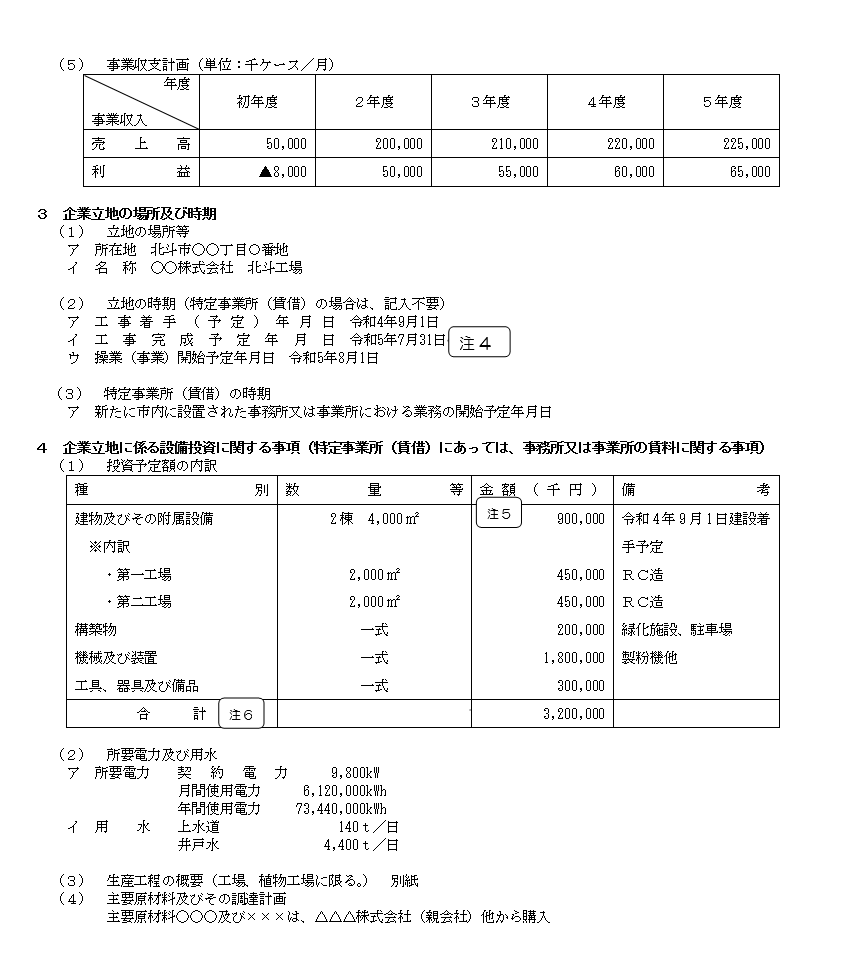 （５）　事業収支計画（単位：千ケース／月）
年度
事業収入
初年度　２年度　３年度　４年度　５年度
売　上　高　50,000　200,000　210,000　220,000　225,000
利　益　▲8,000　50,000　55,000　60,000　65,000
３　企業立地の場所及び時期
（１）　立地の場所等
ア　所在地　北斗市〇〇丁目〇番地
イ　名　称　〇〇株式会社　北斗工場
（２）　立地の時期（特定事業所（賃借）の場合は、記入不要）
ア　工事着手（予定）年月日　令和4年9月1日
イ　工事完成予定年月日　令和5年7月31日
注４
ウ　操業（事業）開始予定年月日　令和5年8月1日
（３）　特定事業所（賃借）の時期
ア　新たに市内に設置された事務所又は事業所における業務の開始予定年月日
４　企業立地に係る設備投資に関する事項（特定事業所（賃借）にあっては、事務所又は事業所の賃料に関する事項）
（１）　投資予定額の内訳
種　別　数　量　等　金額（千円）　備　考
注５
建物及びその附属設備　２棟　4,000㎡　900,000　令和４年９月１日建設着
※内訳　手予定
・第一工場　2,000㎡　450,000　ＲＣ造
・第二工場　2,000㎡　450,000　ＲＣ造
構築物　一式　200,000　緑化施設、駐車場
機械及び装置　一式　1,800,000　製粉機他
工具、器具及び備品　一式　300,000
合　計　注６　3,200,000
（２）　所要電力及び用水
ア　所要電力　契約電力　9,800kW
月間使用電力　6,120,000kWh
年間使用電力　73,440,000kWh
イ　用　水　上水道　140ｔ／日
井戸水　4,400ｔ／日
（３）　生産工程の概要（工場、植物工場に限る。）　別紙
（４）　主要原材料及びその調達計画
主要原材料〇〇〇及び×××は、△△△株式会社（親会社）他から購入